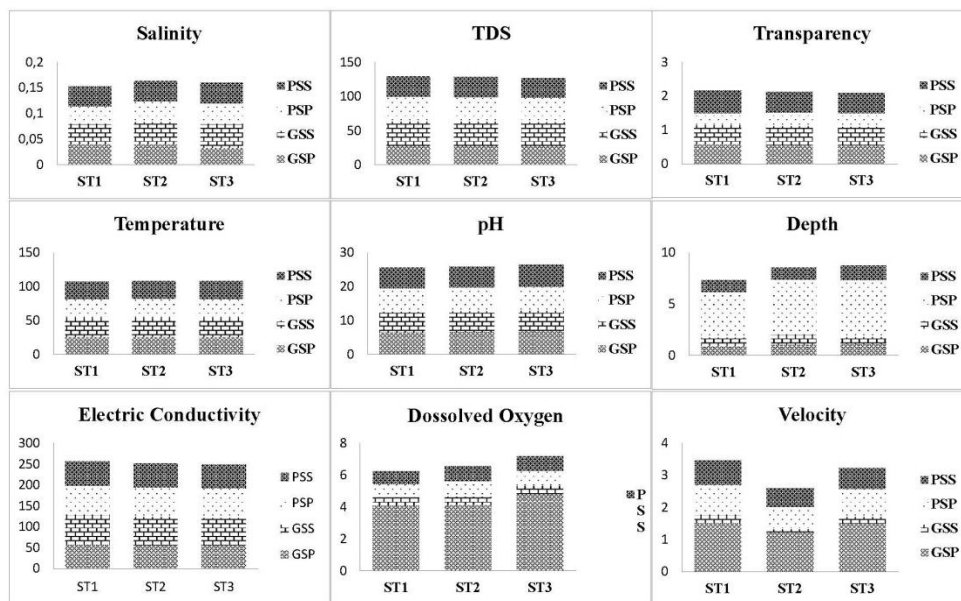 Salinity
0,2
0,15
0,1
0,05
0
ST1 ST2 ST3
PSS
PSP
GSS
GSP
TDS
150
100
50
0
ST1 ST2 ST3
PSS
PSP
GSS
GSP
Transparency
3
2
1
0
ST1 ST2 ST3
PSS
PSP
GSS
GSP
Temperature
150
100
50
0
ST1 ST2 ST3
PSS
PSP
GSS
GSP
pH
30
20
10
0
ST1 ST2 ST3
PSS
PSP
GSS
GSP
Depth
10
5
0
ST1 ST2 ST3
PSS
PSP
GSS
GSP
Electric Conductivity
300
250
200
150
100
50
0
ST1 ST2 ST3
PSS
PSP
GSS
GSP
Dossolved Oxygen
8
6
4
2
0
ST1 ST2 ST3
P
S
S
Velocity
4
3
2
1
0
ST1 ST2 ST3
PSS
PSP
GSS
GSP